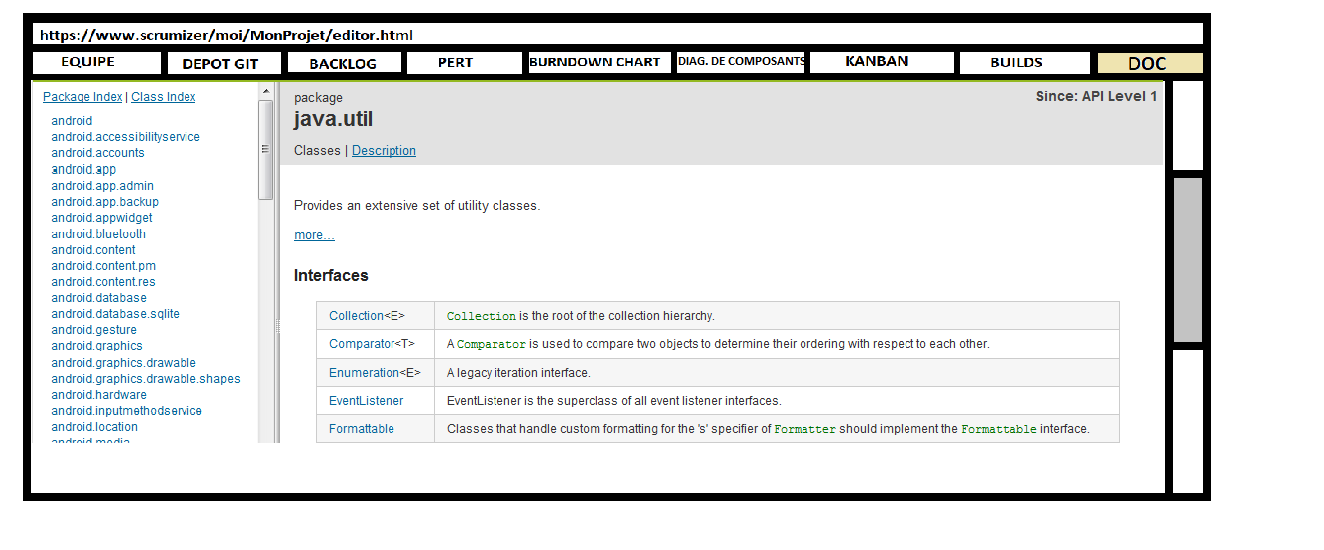 https://www.scrumizer/moi/MonProjet/editor.html
EQUIPE DEPOT GIT BACKLOG PERT BURNDOWN CHART DIAG. DE COMPOSANTS KANBAN BUILDS DOC
Package Index | Class Index
android
android.accessibilityservice
android.accounts
android.app
android.app.admin
android.app.backup
android.appwidget
android.bluetooth
android.content
android.content.pm
android.content.res
android.database
android.database.sqlite
android.gesture
android.graphics
android.graphics.drawable
android.graphics.drawable.shapes
android.hardware
android.inputmethodservice
android.location
android.media
package
Since: API Level 1
java.util
Classes | Description
Provides an extensive set of utility classes.
more...
Interfaces
Collection<E> Collection is the root of the collection hierarchy.
Comparator<T> A Comparator is used to compare two objects to determine their ordering with respect to each other.
Enumeration<E> A legacy iteration interface.
EventListener EventListener is the superclass of all event listener interfaces.
Formattable Classes that handle custom formatting for the 's' specifier of Formatter should implement the Formattable interface.